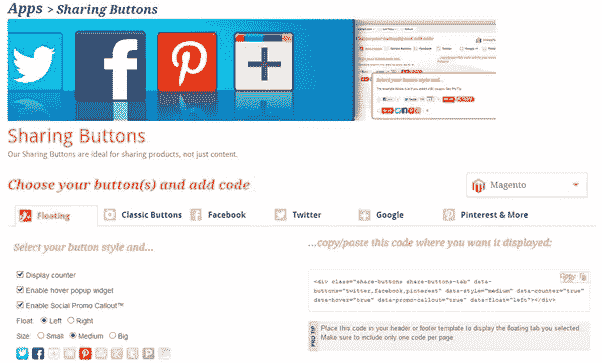 Apps > Sharing Buttons
Sharing Buttons
Our Sharing Buttons are ideal for sharing products, not just content.
Choose your button(s) and add code
Magento
Floating
Classic Buttons
Facebook
Twitter
Google
Pinterest & More
Select your button style and...
...copy/paste this code where you want it displayed:
Display counter
Enable hover popup widget
Enable Social Promo Callout™
Float Left Right
Size Small Medium Big
Copy
<div class="share-buttons share-buttons-tab" data-
buttons="twitter,facebook,pinterest" data-style="medium" data-counter="true"
data-hover="true" data-promo-callout="true" data-float="left"></div>
PRO TIP
Place this code in your header or footer template to display the floating tab you selected
Make sure to include only one code per page